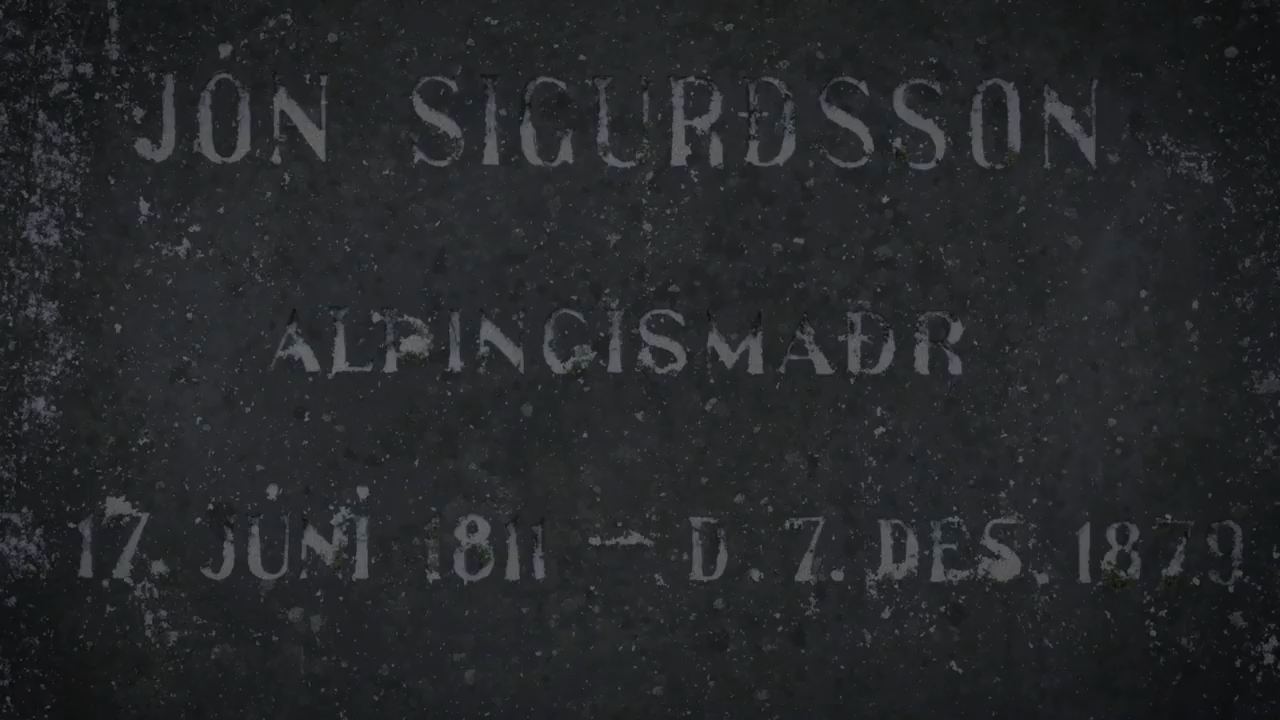 JÓN SIGURÐSSON
ALÞINGISMAÐR
17. JÚNÍ 1811 — D. 7. DES. 1879